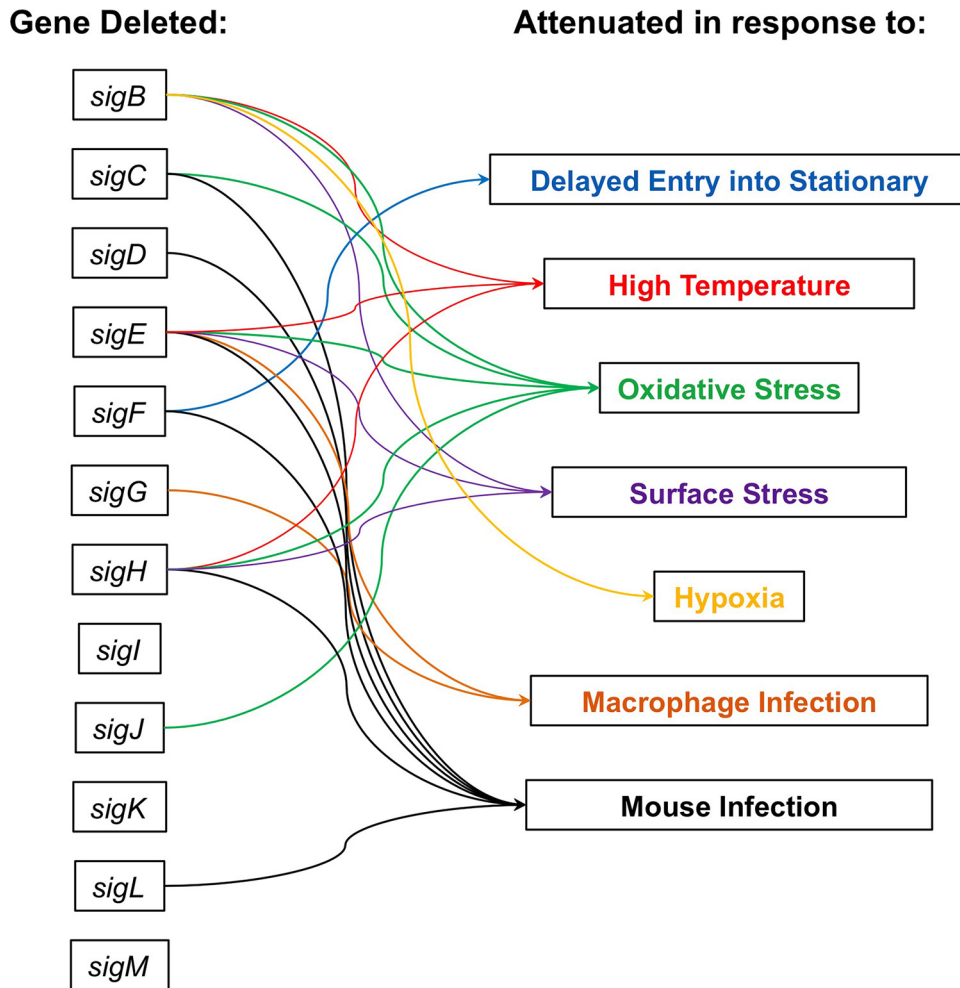 Gene Deleted:
Attenuated in response to:
sigB
sigC
sigD
sigE
sigF
sigG
sigH
sigI
sigJ
sigK
sigL
sigM
Delayed Entry into Stationary
High Temperature
Oxidative Stress
Surface Stress
Hypoxia
Macrophage Infection
Mouse Infection